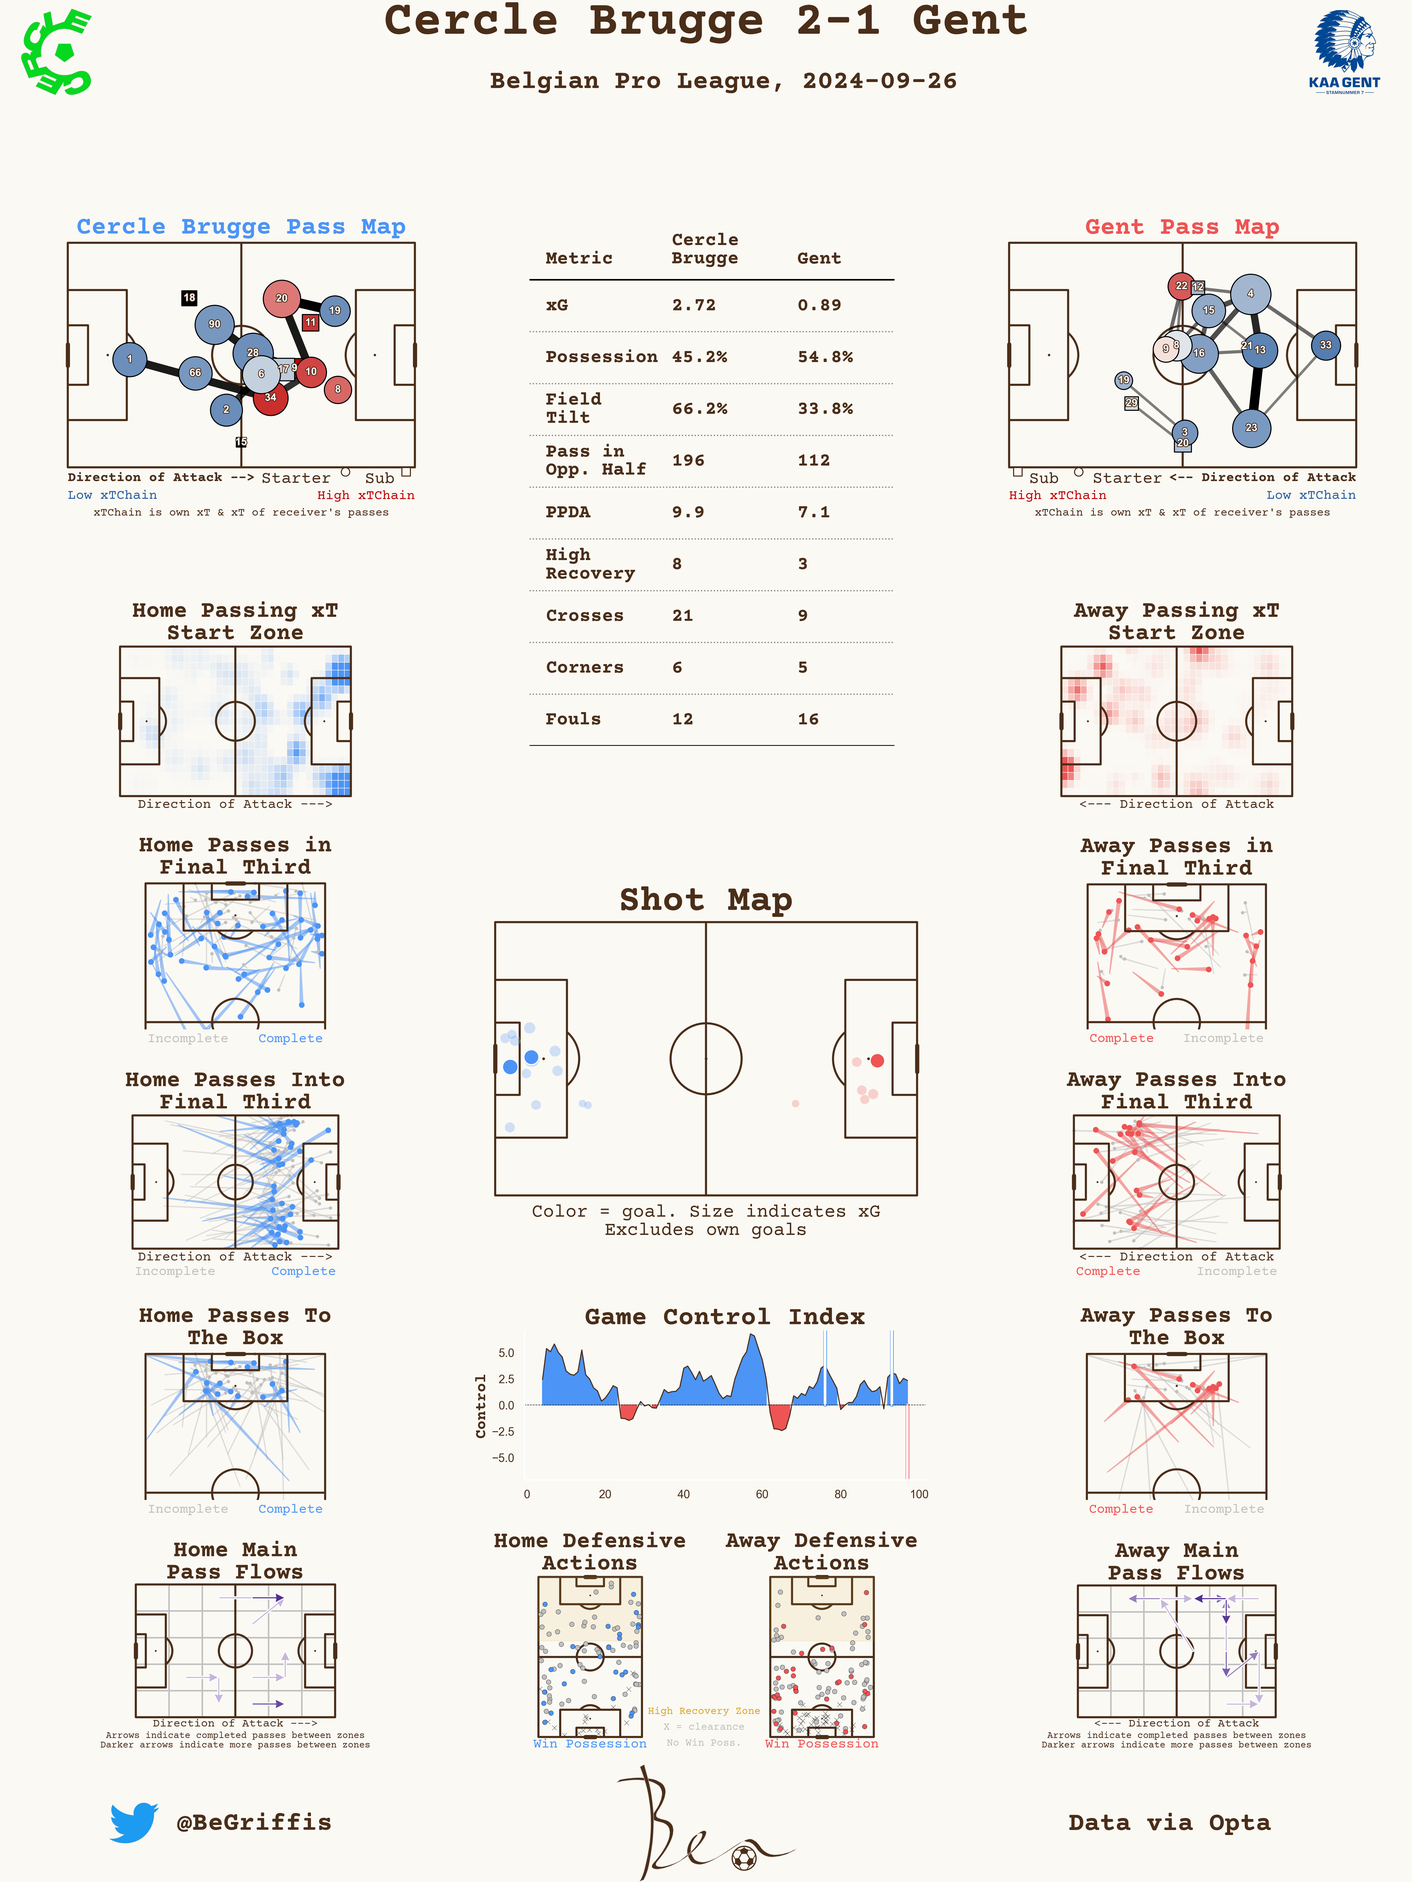 Cercle Brugge 2-1 Gent
Belgian Pro League, 2024-09-26
CERCLE
KAA GENT
STAMNUMMER 7
Cercle Brugge Pass Map
18
20
19
11
90
28
1
66
6
17
9
10
8
34
2
15
Direction of Attack --> Starter Sub
Low xTChain High xTChain
xTChain is own xT & xT of receiver's passes
Metric Cercle Brugge Gent
xG 2.72 0.89
Possession 45.2% 54.8%
Field Tilt 66.2% 33.8%
Pass in Opp. Half 196 112
PPDA 9.9 7.1
High Recovery 8 3
Crosses 21 9
Corners 6 5
Fouls 12 16
Gent Pass Map
22
12
4
15
9
8
16
21
13
33
19
29
3
20
23
Sub Starter <-- Direction of Attack
High xTChain Low xTChain
xTChain is own xT & xT of receiver's passes
Home Passing xT
Start Zone
Direction of Attack --->
Away Passing xT
Start Zone
<--- Direction of Attack
Home Passes in
Final Third
Incomplete Complete
Away Passes in
Final Third
Complete Incomplete
Shot Map
Color = goal. Size indicates xG
Excludes own goals
Home Passes Into
Final Third
Direction of Attack --->
Incomplete Complete
Away Passes Into
Final Third
<--- Direction of Attack
Complete Incomplete
Home Passes To
The Box
Incomplete Complete
Game Control Index
Control
5.0
2.5
0.0
−2.5
−5.0
0 20 40 60 80 100
Away Passes To
The Box
Complete Incomplete
Home Main
Pass Flows
Direction of Attack --->
Arrows indicate completed passes between zones
Darker arrows indicate more passes between zones
Home Defensive
Actions
Win Possession
Away Defensive
Actions
Win Possession
High Recovery Zone
X = clearance
No Win Poss.
Away Main
Pass Flows
<--- Direction of Attack
Arrows indicate completed passes between zones
Darker arrows indicate more passes between zones
@BeGriffis
Ben
Data via Opta